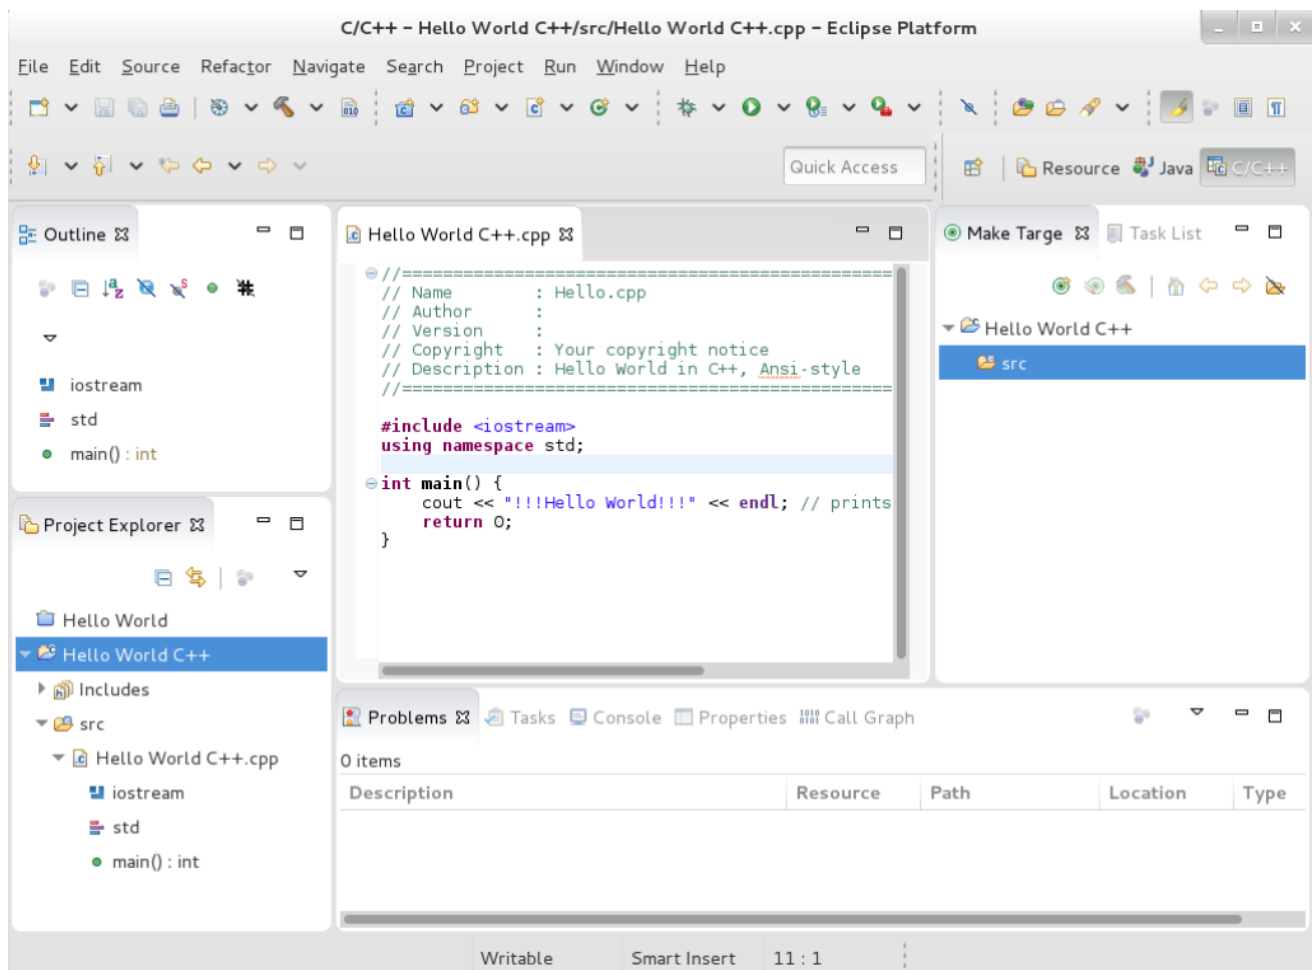 C/C++ – Hello World C++/src/Hello World C++.cpp – Eclipse Platform
File Edit Source Refactor Navigate Search Project Run Window Help
Quick Access
Resource Java C/C++
Outline
iostream
std
main() : int
Project Explorer
Hello World
Hello World C++
Includes
src
Hello World C++.cpp
iostream
std
main() : int
Hello World C++.cpp
//================================================
// Name        : Hello.cpp
// Author      :
// Version     :
// Copyright   : Your copyright notice
// Description : Hello World in C++, Ansi-style
//================================================
#include <iostream>
using namespace std;
int main() {
    cout << "!!!Hello World!!!" << endl; // prints
    return 0;
}
Make Targe Task List
Hello World C++
src
Problems Tasks Console Properties Call Graph
0 items
Description Resource Path Location Type
Writable Smart Insert 11 : 1